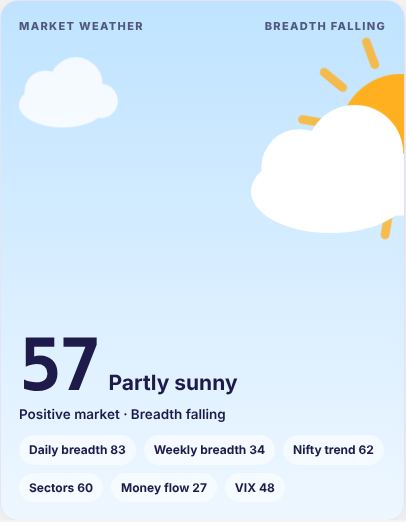 MARKET WEATHER BREADTH FALLING
57 Partly sunny
Positive market · Breadth falling
Daily breadth 83 Weekly breadth 34 Nifty trend 62
Sectors 60 Money flow 27 VIX 48